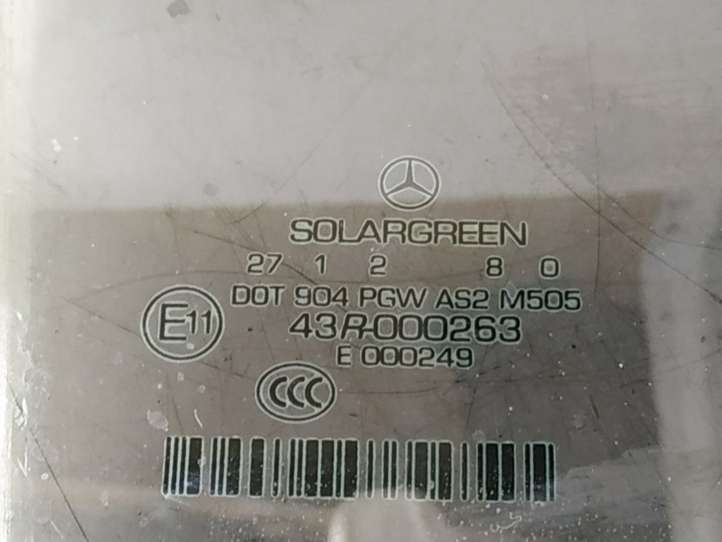 SOLARGREEN
27 1 2 8 0
DOT 904 PGW AS2 M505
E11
43R-000263
E 000249
CCC